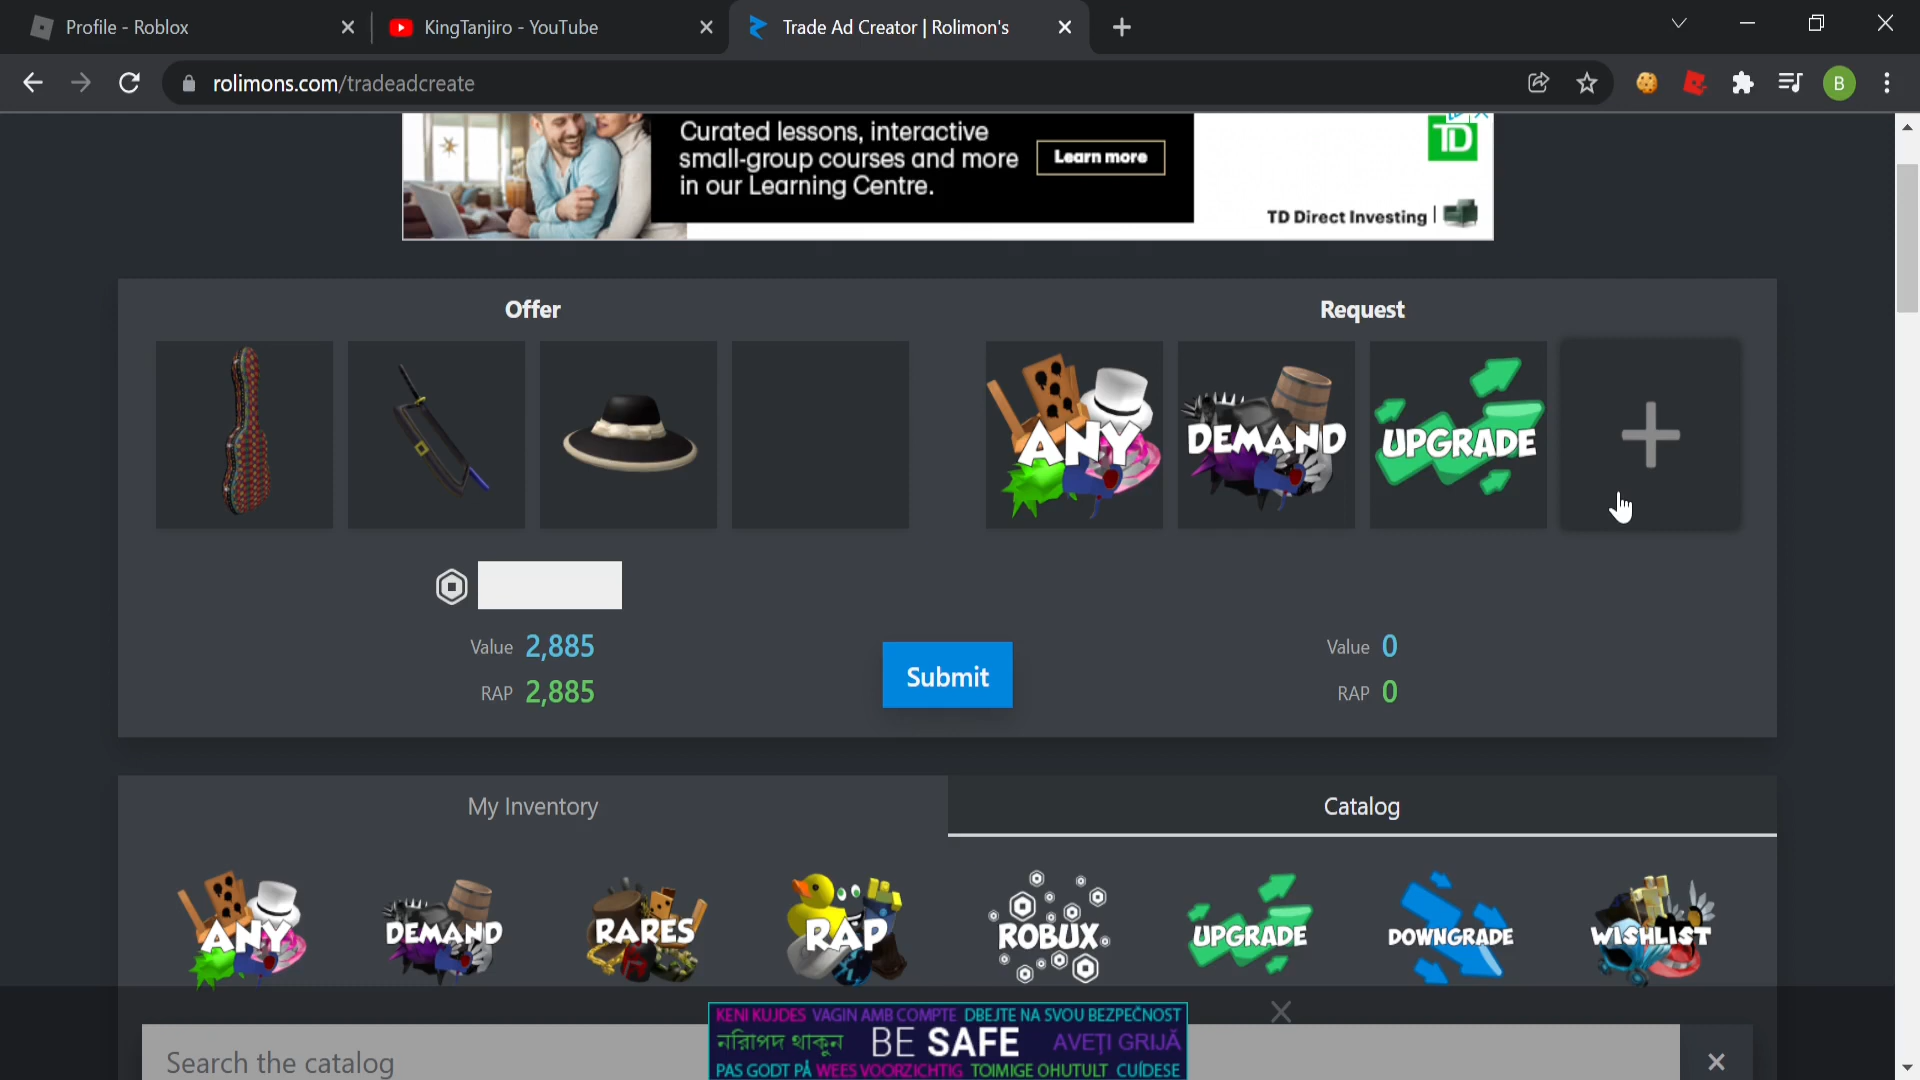 Profile - Roblox
KingTanjiro - YouTube
Trade Ad Creator | Rolimon's
rolimons.com/tradeadcreate
B
Curated lessons, interactive
small-group courses and more
in our Learning Centre.
Learn more
TD
TD Direct Investing
Offer
Request
ANY
DEMAND
UPGRADE
Value 2,885
RAP 2,885
Submit
Value 0
RAP 0
My Inventory
Catalog
ANY
DEMAND
RARES
RAP
ROBUX
UPGRADE
DOWNGRADE
WISHLIST
Search the catalog
KENI KUJDES VAGIN AMB COMPTE DBEJTE NA SVOU BEZPEČNOST
নিরাপদ থাকুন BE SAFE AVEȚI GRIJĂ
PAS GODT PÅ WEES VOORZICHTIG TOIMIGE OHUTULT CUÍDESE